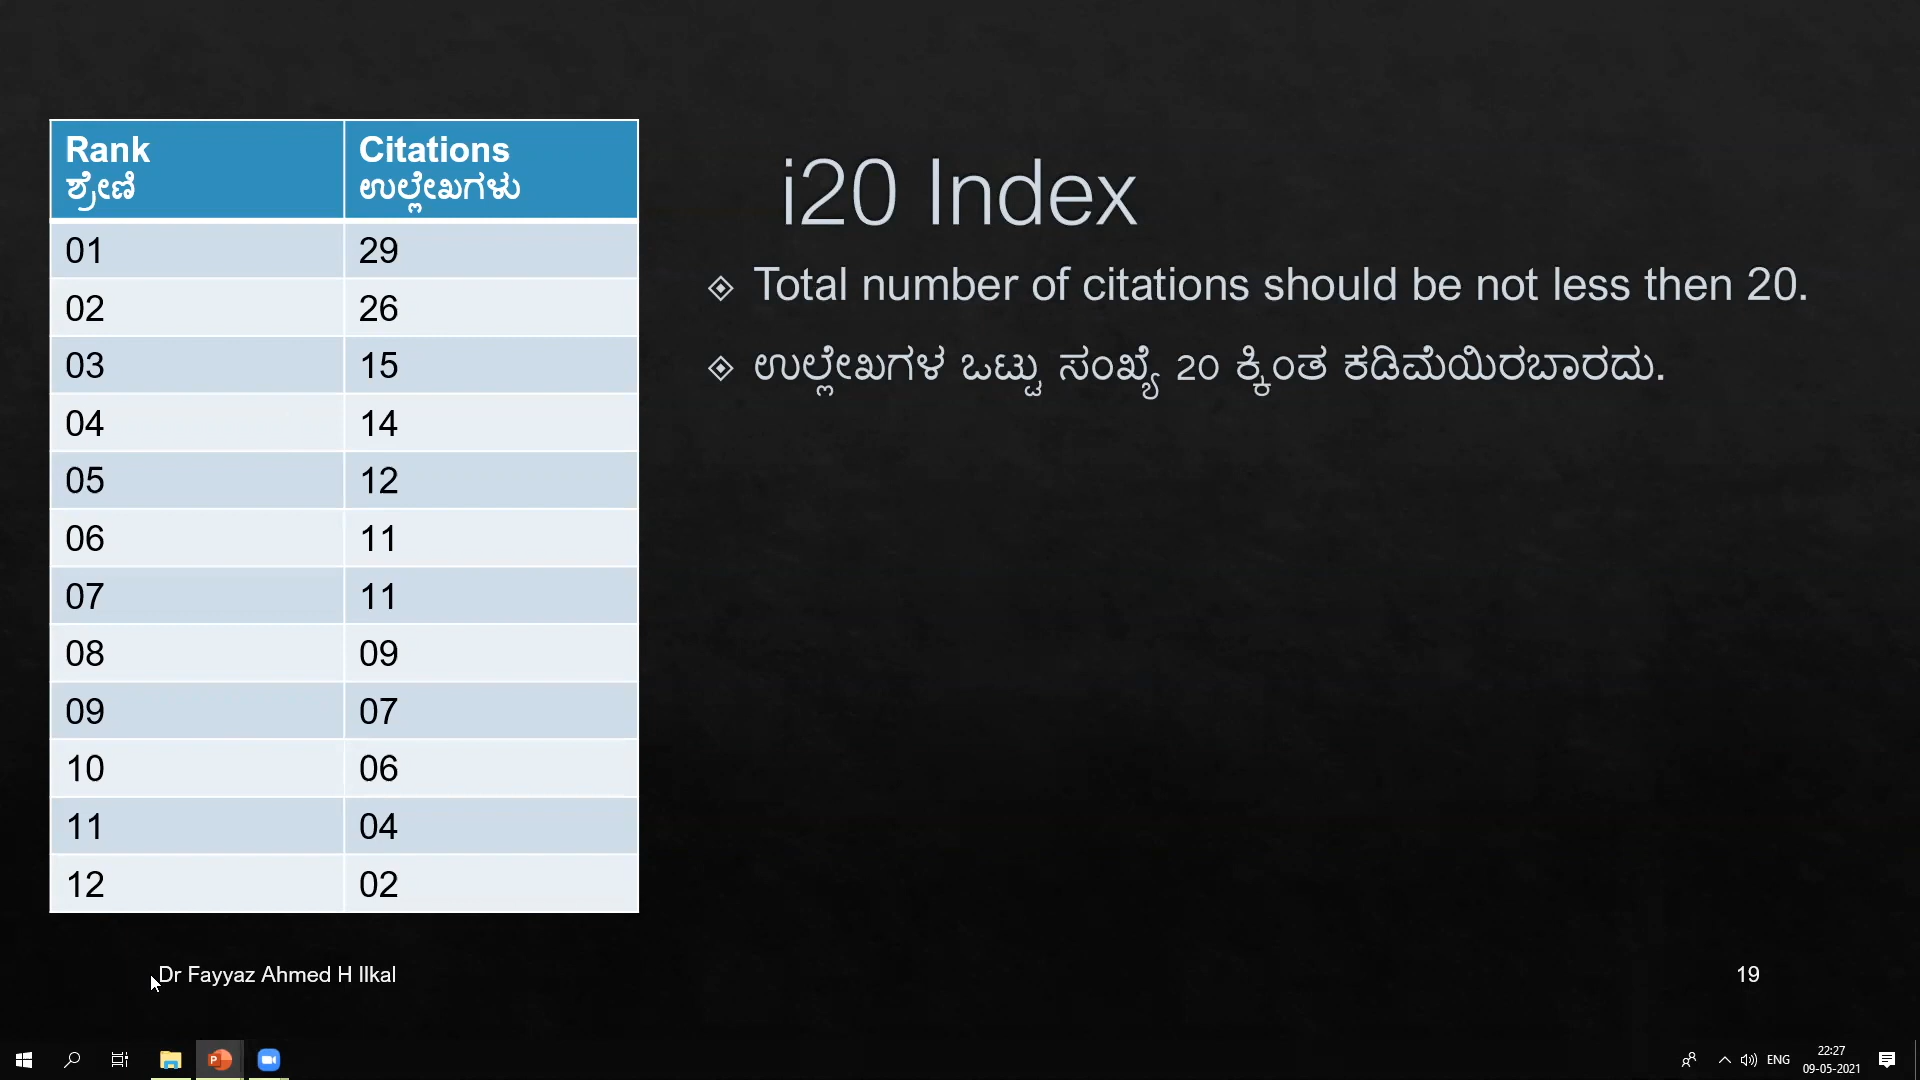 Rank Citations
ಶ್ರೇಣಿ ಉಲ್ಲೇಖಗಳು
01 29
02 26
03 15
04 14
05 12
06 11
07 11
08 09
09 07
10 06
11 04
12 02
i20 Index
Total number of citations should be not less then 20.
ಉಲ್ಲೇಖಗಳ ಒಟ್ಟು ಸಂಖ್ಯೆ 20 ಕ್ಕಿಂತ ಕಡಿಮೆಯಿರಬಾರದು.
Dr Fayyaz Ahmed H Ilkal
19
ENG
22:27
09-05-2021